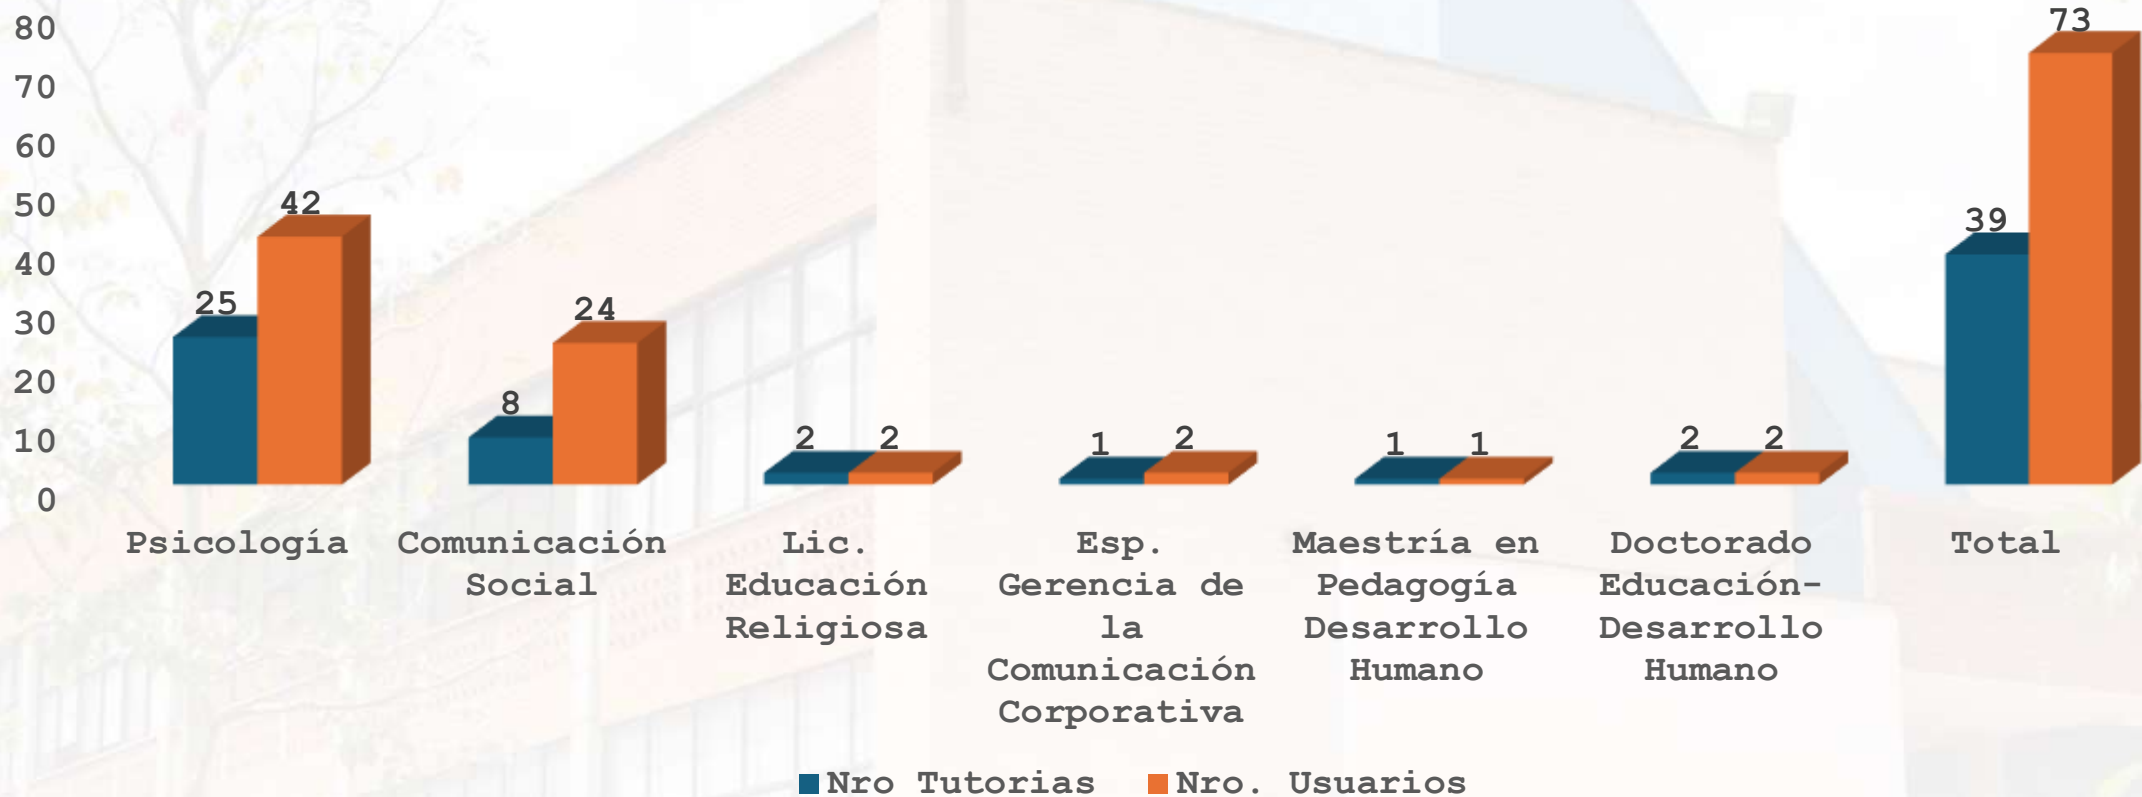 80
70
60
50
40
30
20
10
0
25
42
8
24
2
2
1
2
1
1
2
2
39
73
Psicología
Comunicación
Social
Lic.
Educación
Religiosa
Esp.
Gerencia de
la
Comunicación
Corporativa
Maestría en
Pedagogía
Desarrollo
Humano
Doctorado
Educación-
Desarrollo
Humano
Total
Nro Tutorias
Nro. Usuarios